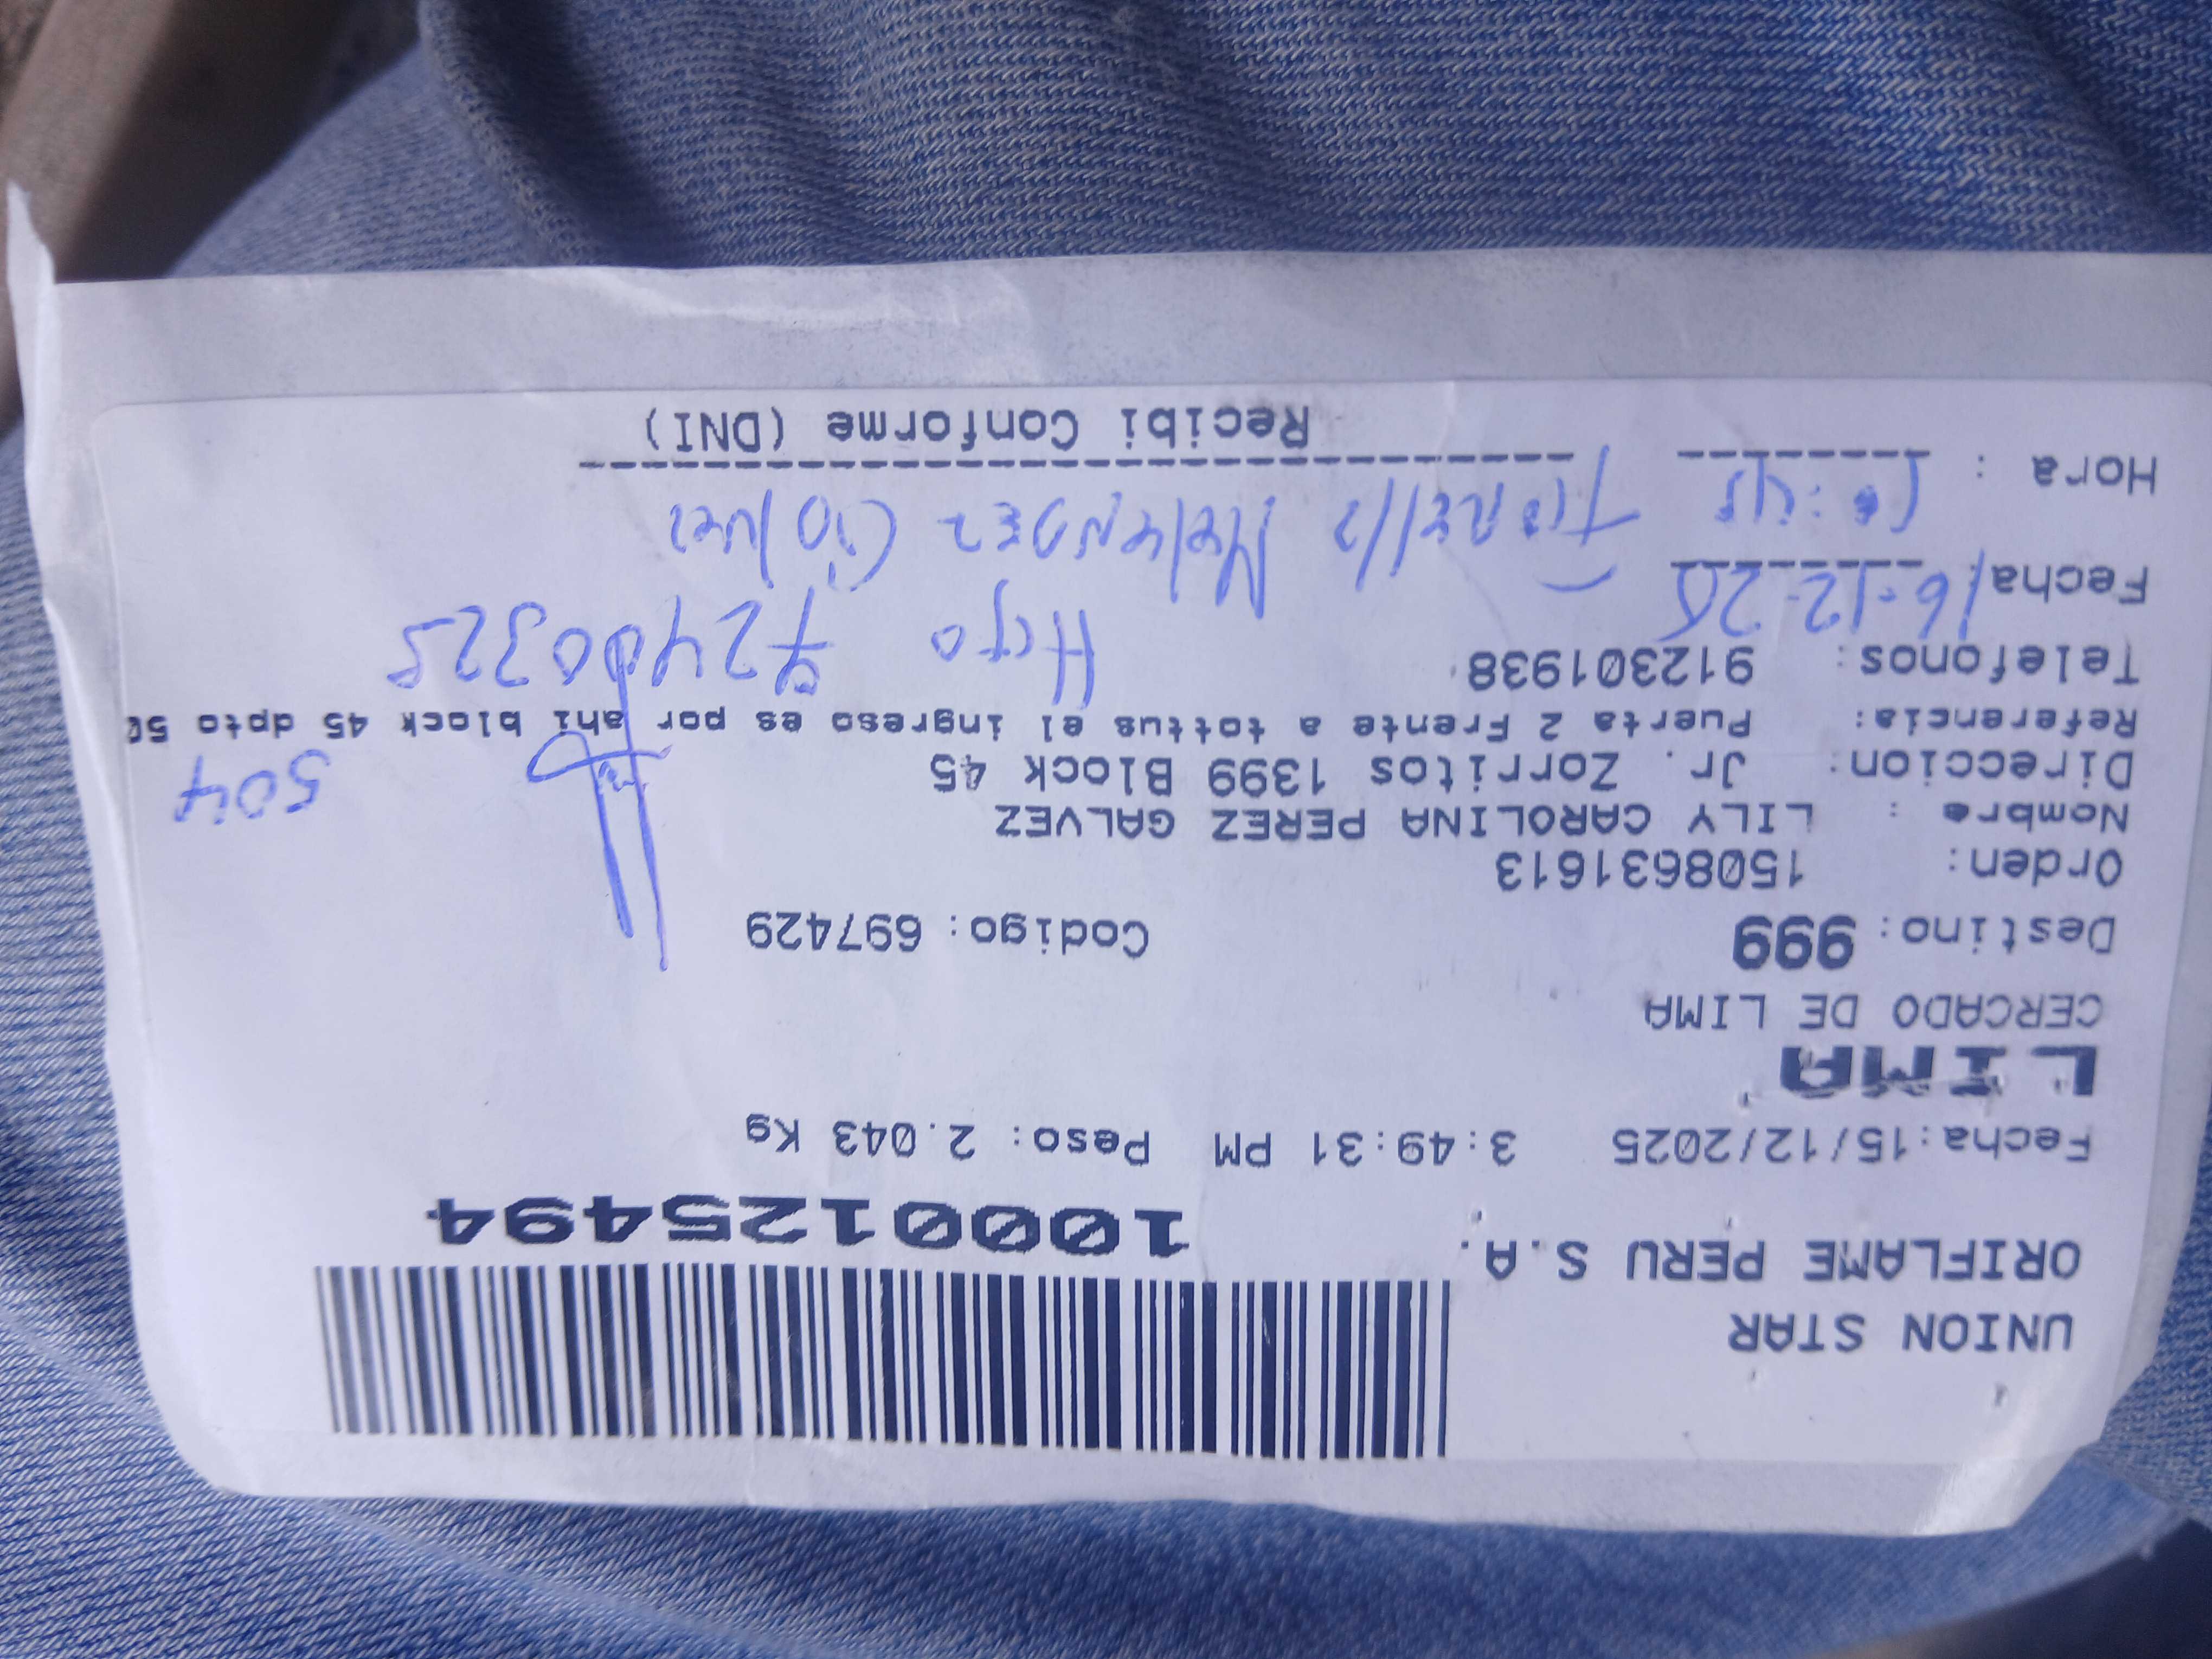 UNION STAR
ORIFLAME PERU S.A.
1000125494
Fecha:15/12/2025 3:49:31 PM Peso: 2.043 Kg
LIMA
CERCADO DE LIMA
Destino: 999 Codigo: 697429
Orden: 1508631613
Nombre : LILY CAROLINA PEREZ GALVEZ
Direccion: Jr. Zorritos 1399 Block 45
504
Referencia: Puerta 2 Frente a tottus el ingreso es por ahi block 45 dpto 50
Telefonos: 912301938
72400325
Fecha: 16-12-25
Hora :
Recibi Conforme (DNI)